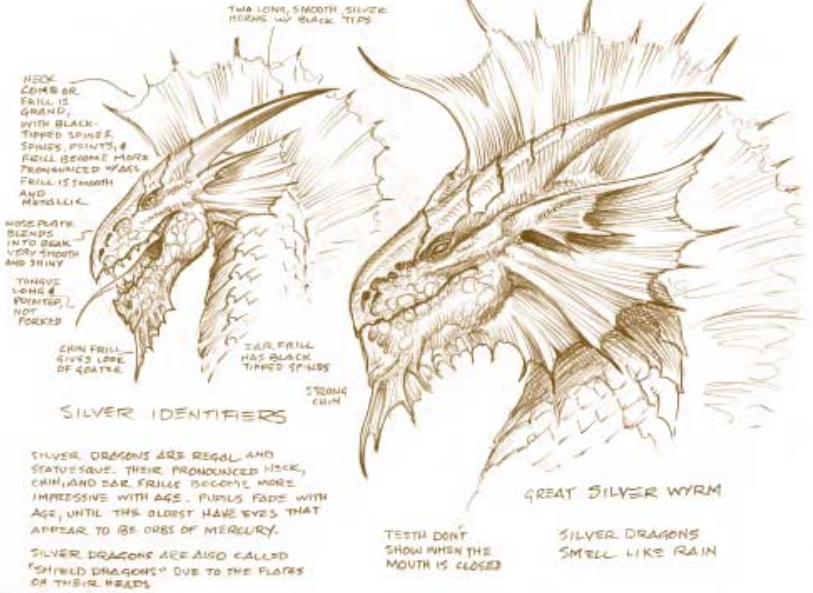 TWO LONG, SMOOTH, SILVER
HORNS W/ BLACK TIPS
NECK
COMB OR
FRILL IS
GRAND,
WITH BLACK-
TIPPED SPINES.
SPINES, POINTS, &
FRILL BECOME MORE
PRONOUNCED W/AGE
FRILL IS SMOOTH
AND
METALLIC
NOSE PLATE
BLENDS
INTO BEAK
VERY SMOOTH
AND SHINY
TONGUE
LONG &
POINTED,
NOT
FORKED
CHIN FRILL
GIVES LOOK
OF GOATEE
EAR FRILL
HAS BLACK
TIPPED SPINES
STRONG
CHIN
SILVER IDENTIFIERS
SILVER DRAGONS ARE REGAL AND
STATUESQUE. THEIR PRONOUNCED NECK,
CHIN, AND EAR FRILLS BECOME MORE
IMPRESSIVE WITH AGE. PUPILS FADE WITH
AGE, UNTIL THE OLDEST HAVE EYES THAT
APPEAR TO BE ORBS OF MERCURY.
SILVER DRAGONS ARE ALSO CALLED
"SHIELD DRAGONS" DUE TO THE PLATES
ON THEIR HEADS
GREAT SILVER WYRM
TEETH DON'T
SHOW WHEN THE
MOUTH IS CLOSED
SILVER DRAGONS
SMELL LIKE RAIN